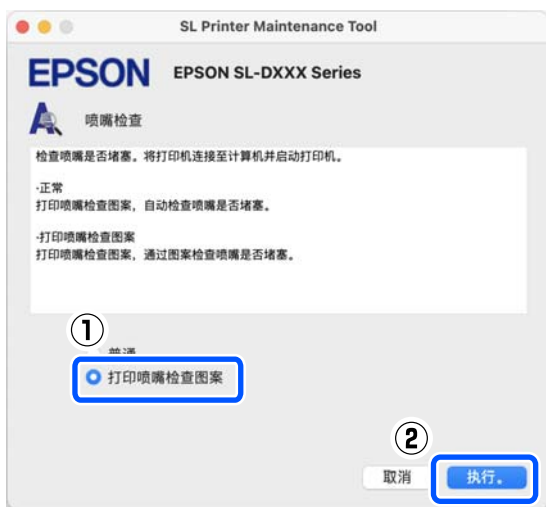 SL Printer Maintenance Tool
EPSON EPSON SL-DXXX Series
喷嘴检查
检查喷嘴是否堵塞。将打印机连接至计算机并启动打印机。
·正常
打印喷嘴检查图案，自动检查喷嘴是否堵塞。
·打印喷嘴检查图案
打印喷嘴检查图案，通过图案检查喷嘴是否堵塞。
①
普通
打印喷嘴检查图案
②
取消 执行。